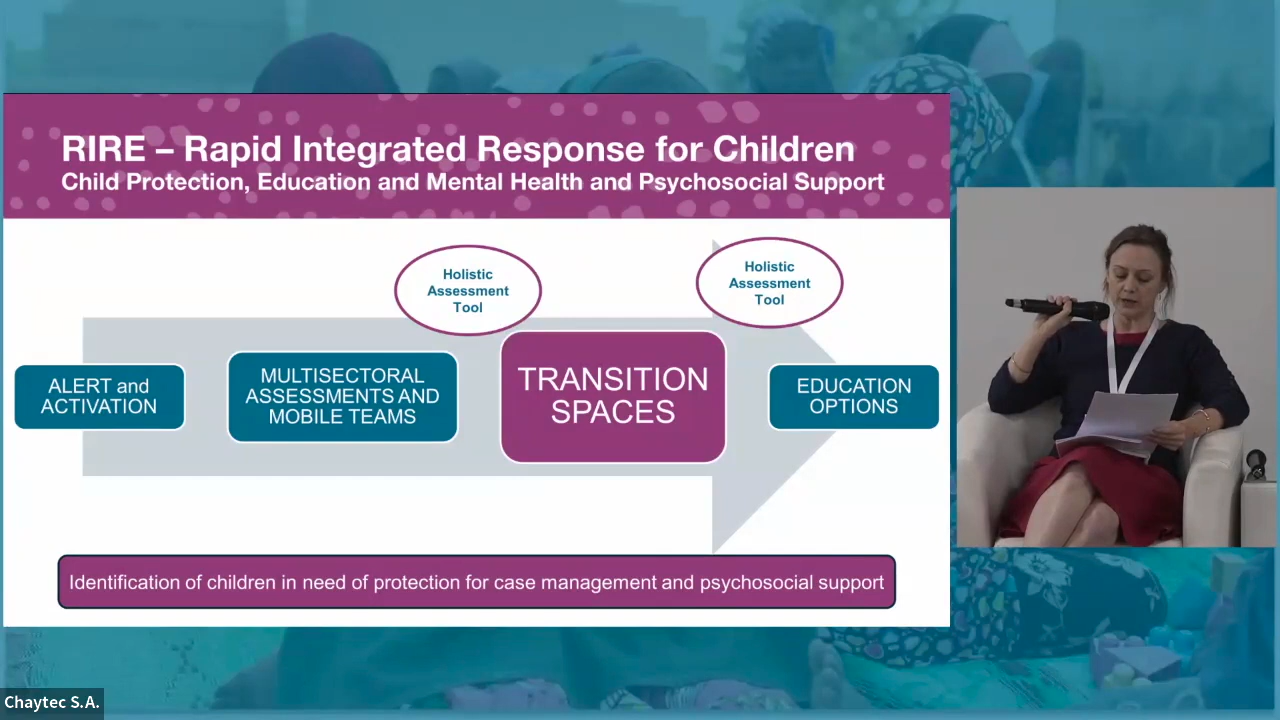 RIRE – Rapid Integrated Response for Children
Child Protection, Education and Mental Health and Psychosocial Support
Holistic
Assessment
Tool
Holistic
Assessment
Tool
ALERT and
ACTIVATION
MULTISECTORAL
ASSESSMENTS AND
MOBILE TEAMS
TRANSITION
SPACES
EDUCATION
OPTIONS
Identification of children in need of protection for case management and psychosocial support
Chaytec S.A.